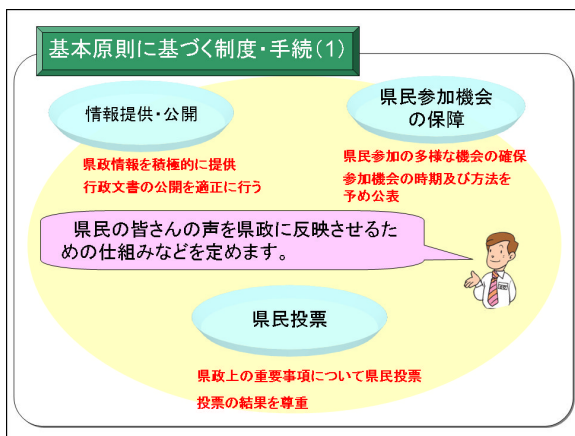 基本原則に基づく制度・手続(1)
情報提供・公開
県政情報を積極的に提供
行政文書の公開を適正に行う
県民参加機会
の保障
県民参加の多様な機会の確保
参加機会の時期及び方法を
予め公表
県民の皆さんの声を県政に反映させるた
めの仕組みなどを定めます。
県民投票
県政上の重要事項について県民投票
投票の結果を尊重